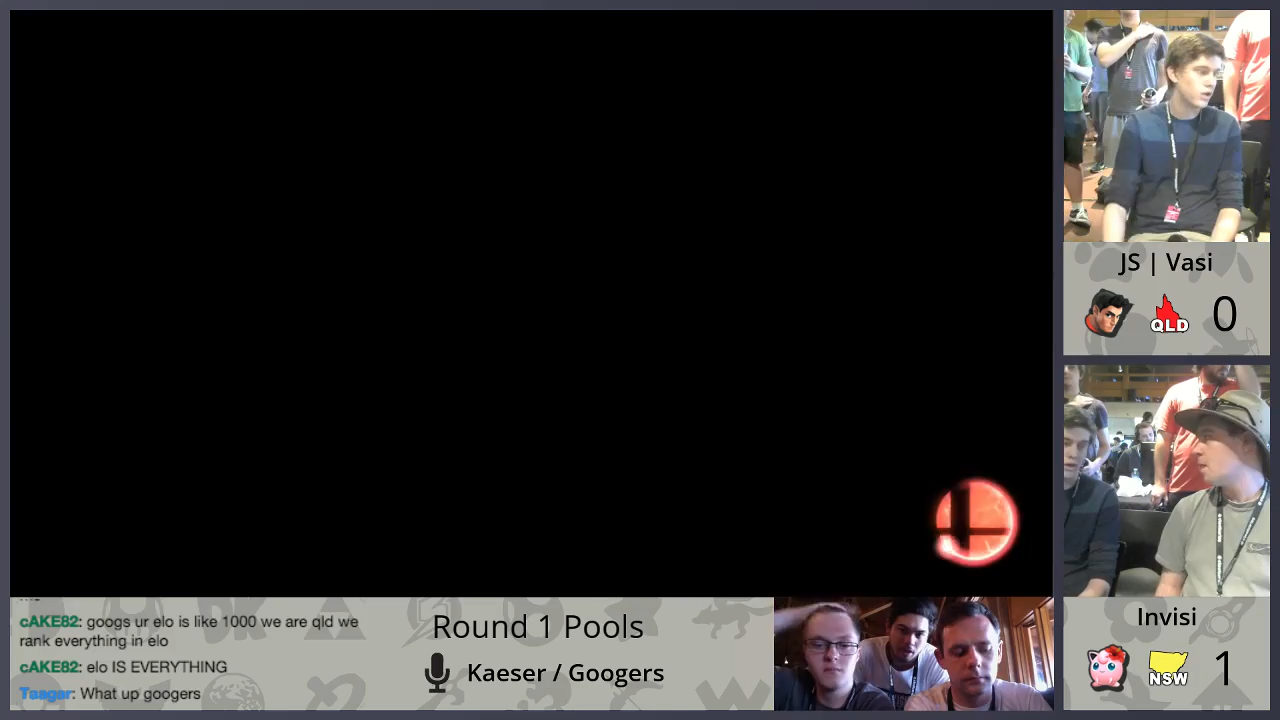 JS | Vasi
QLD
0
Invisi
NSW
1
Round 1 Pools
Kaeser / Googers
cAKE82: googs ur elo is like 1000 we are qld we
rank everything in elo
cAKE82: elo IS EVERYTHING
Taagar: What up googers